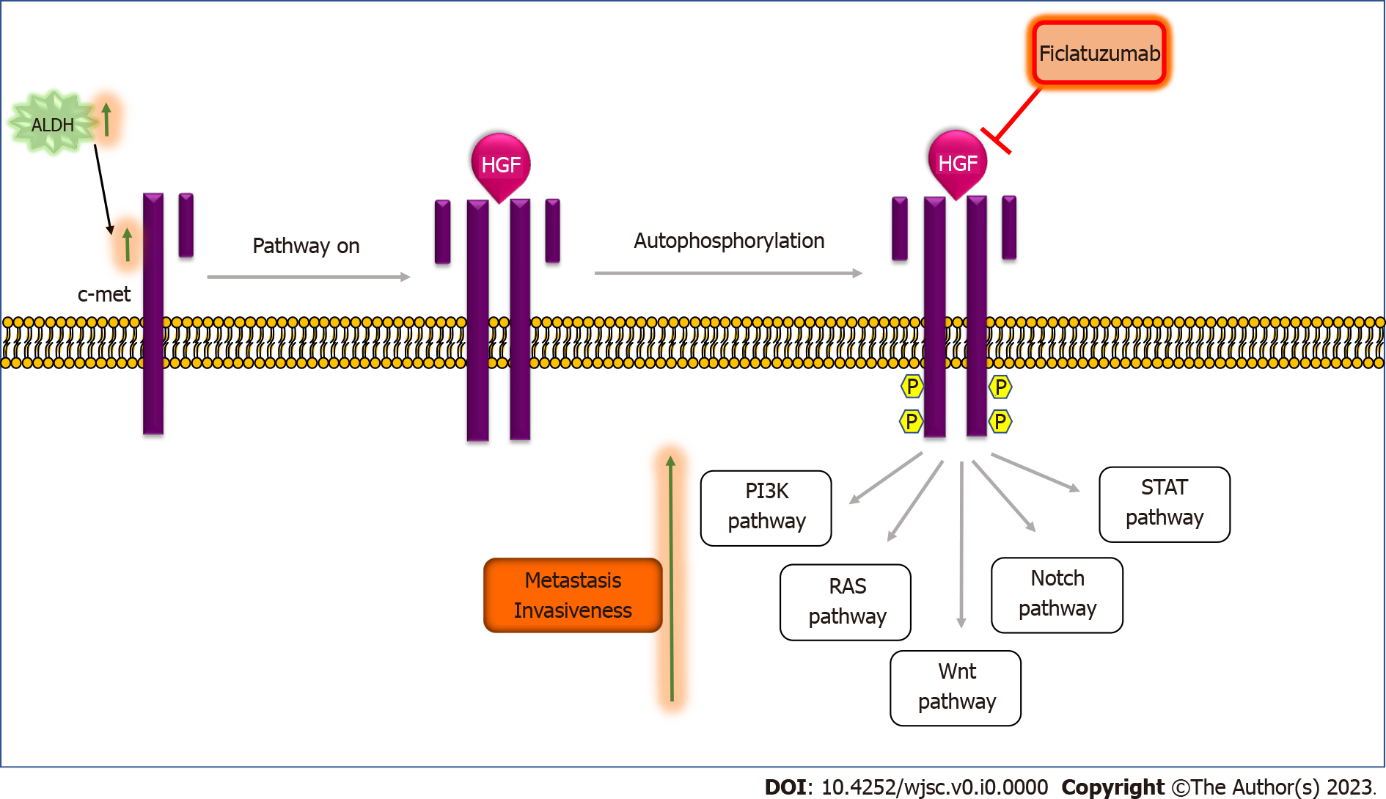 Ficlatuzumab
ALDH
HGF
HGF
Pathway on
Autophosphorylation
c-met
P
P
P
P
PI3K
pathway
STAT
pathway
Metastasis
Invasiveness
RAS
pathway
Notch
pathway
Wnt
pathway
DOI: 10.4252/wjsc.v0.i0.0000 Copyright ©The Author(s) 2023.